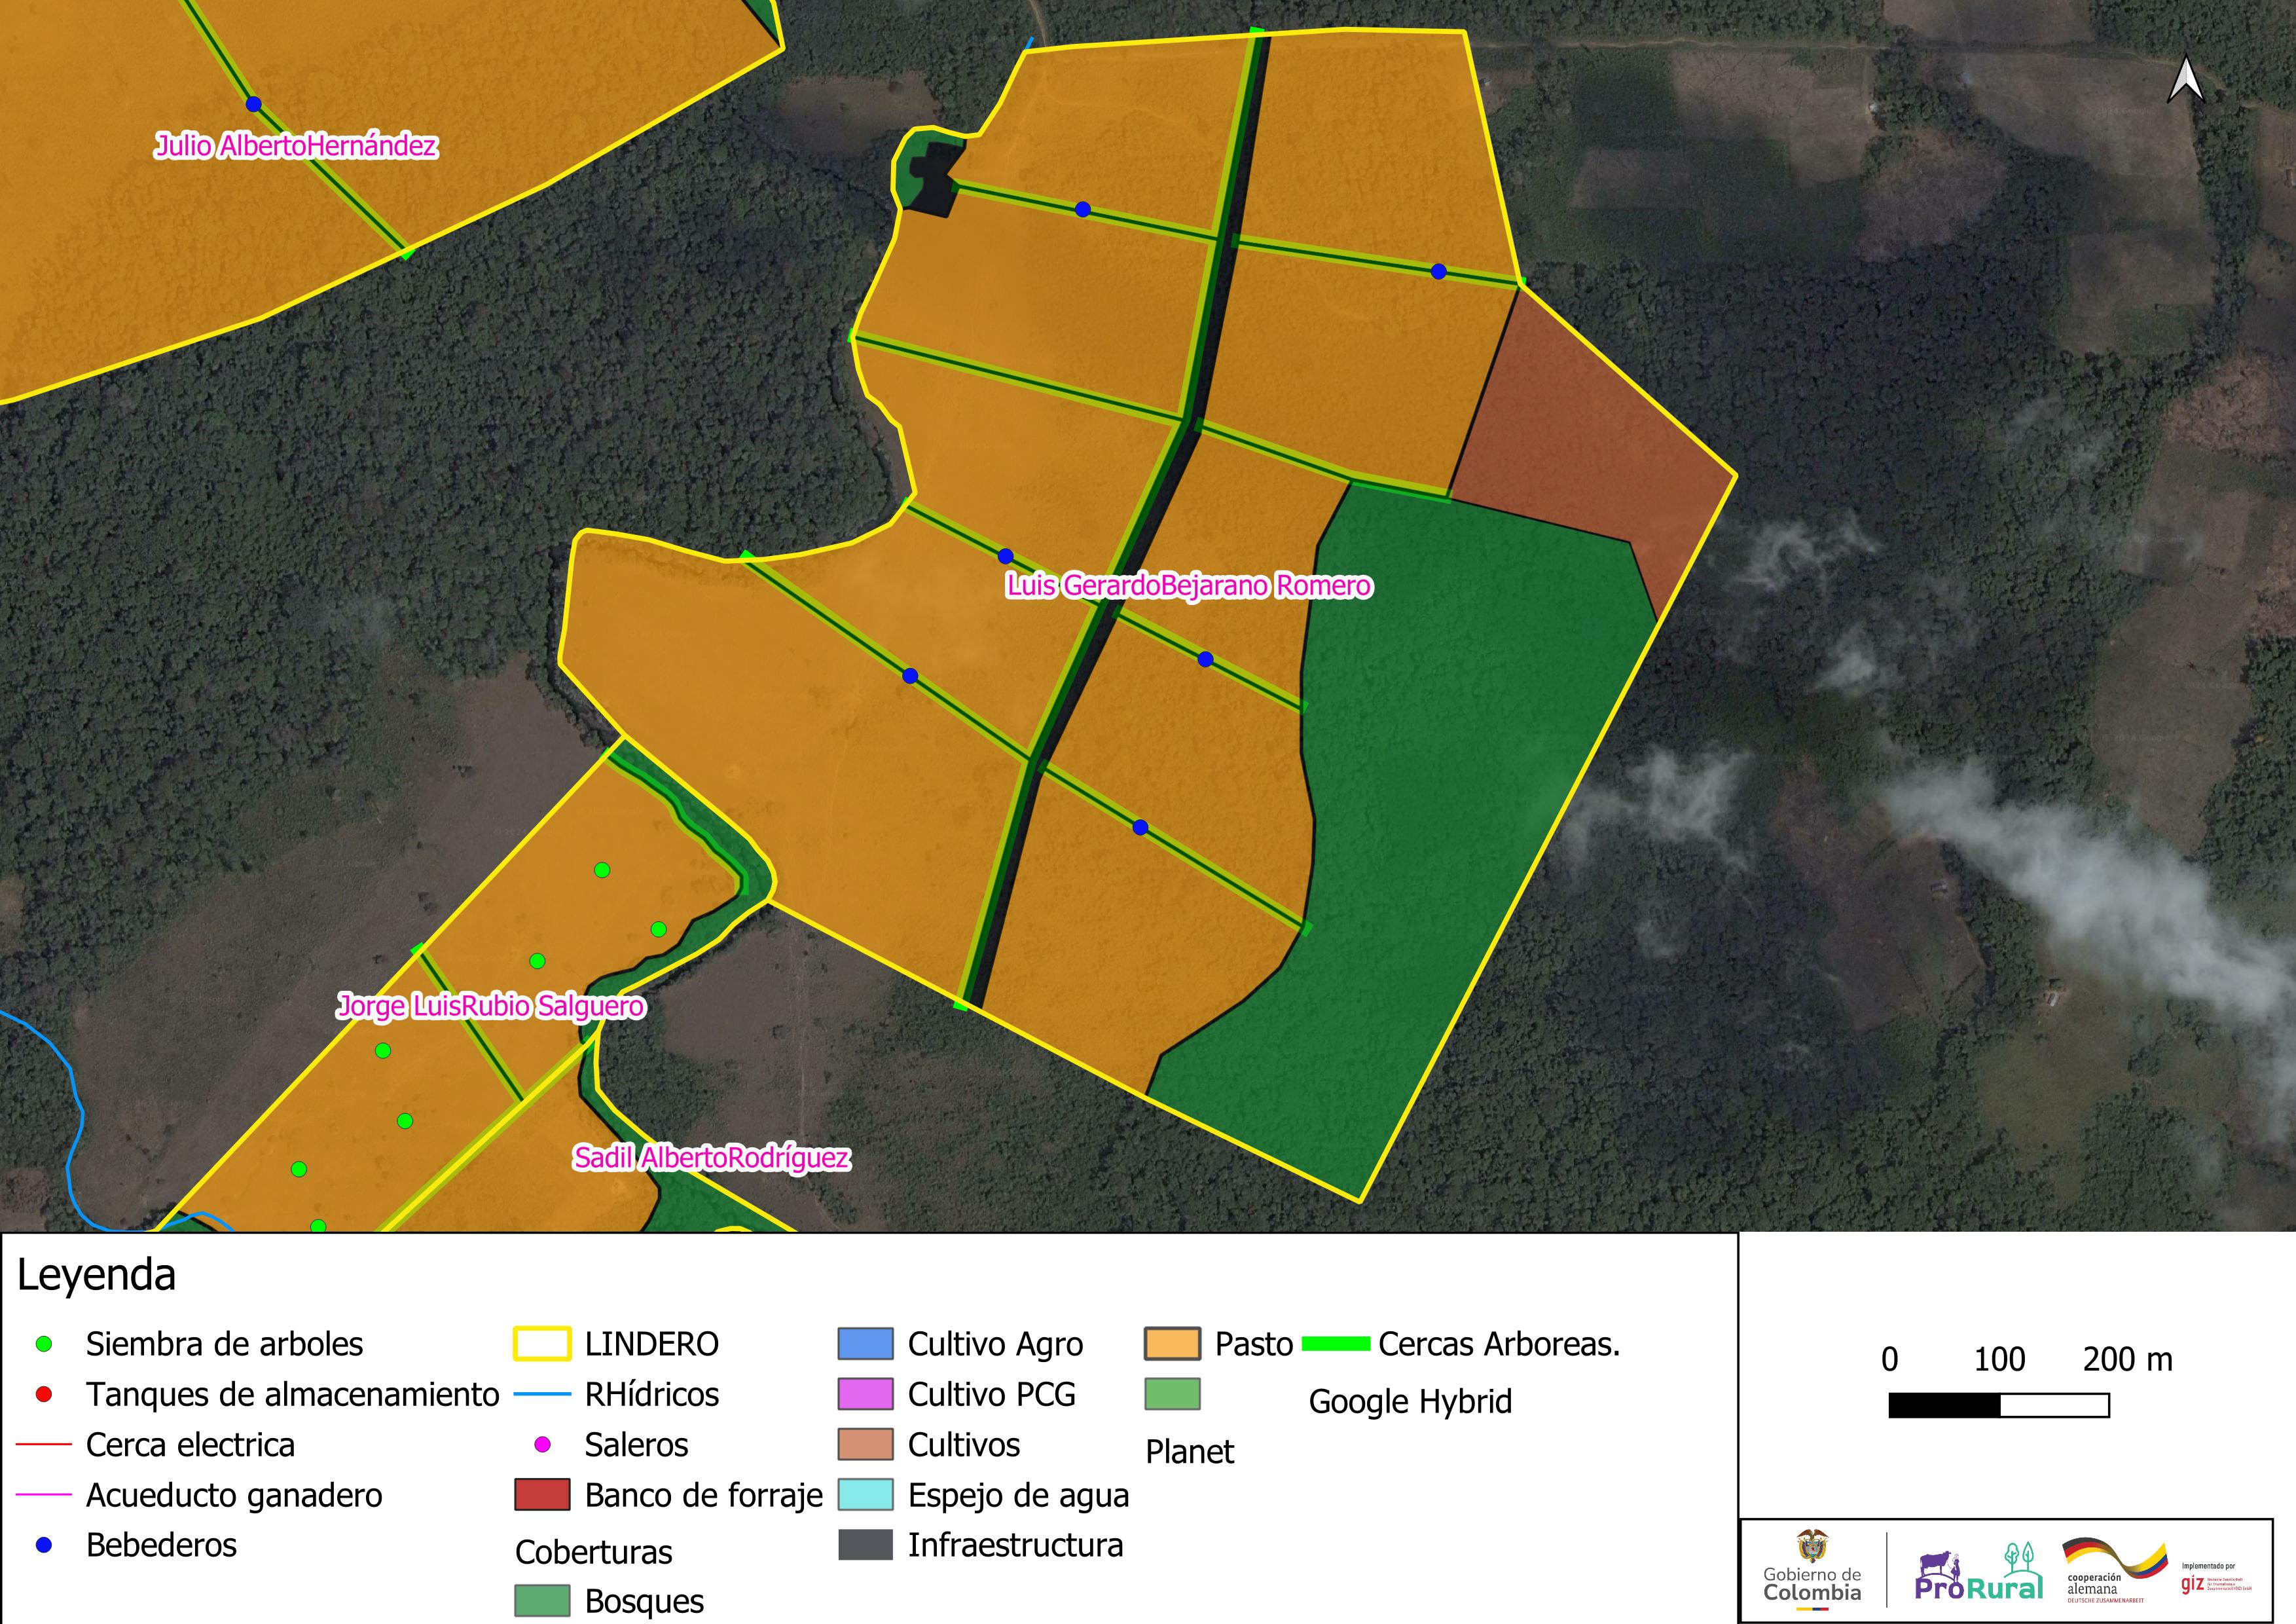 Julio AlbertoHernández
Luis GerardoBejarano Romero
Jorge LuisRubio Salguero
Sadil AlbertoRodríguez
Leyenda
Siembra de arboles
Tanques de almacenamiento
Cerca electrica
Acueducto ganadero
Bebederos
LINDERO
RHídricos
Saleros
Banco de forraje
Coberturas
Bosques
Cultivo Agro
Cultivo PCG
Cultivos
Espejo de agua
Infraestructura
Pasto
Planet
Cercas Arboreas.
Google Hybrid
0 100 200 m
Gobierno de
Colombia
ProRural
cooperación
alemana
DEUTSCHE ZUSAMMENARBEIT
Implementado por
giz